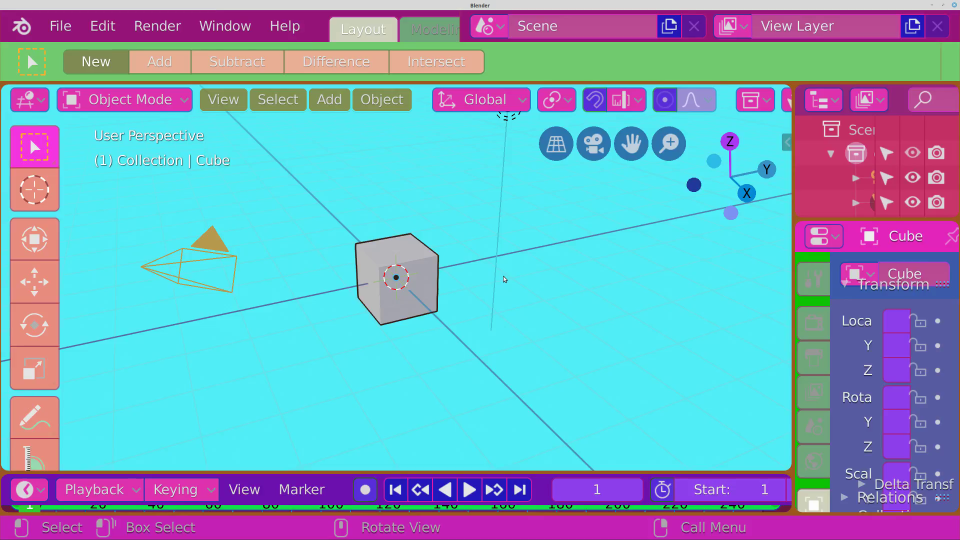 Blender
File Edit Render Window Help Layout Scene View Layer
New Add Subtract Difference Intersect
Object Mode View Select Add Object Global
User Perspective
(1) Collection | Cube
Z
Y
X
Cube
Cube
Transform
Loca
Y
Z
Rota
Y
Z
Scal
Delta Transf
Relations
Playback Keying View Marker 1 Start: 1
Select Box Select Rotate View Call Menu